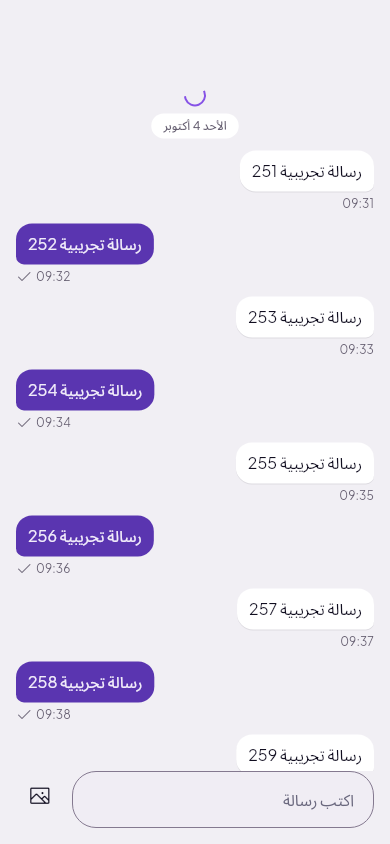 الأحد 4 أكتوبر
رسالة تجريبية 251
09:31
رسالة تجريبية 252
09:32
رسالة تجريبية 253
09:33
رسالة تجريبية 254
09:34
رسالة تجريبية 255
09:35
رسالة تجريبية 256
09:36
رسالة تجريبية 257
09:37
رسالة تجريبية 258
09:38
رسالة تجريبية 259
اكتب رسالة